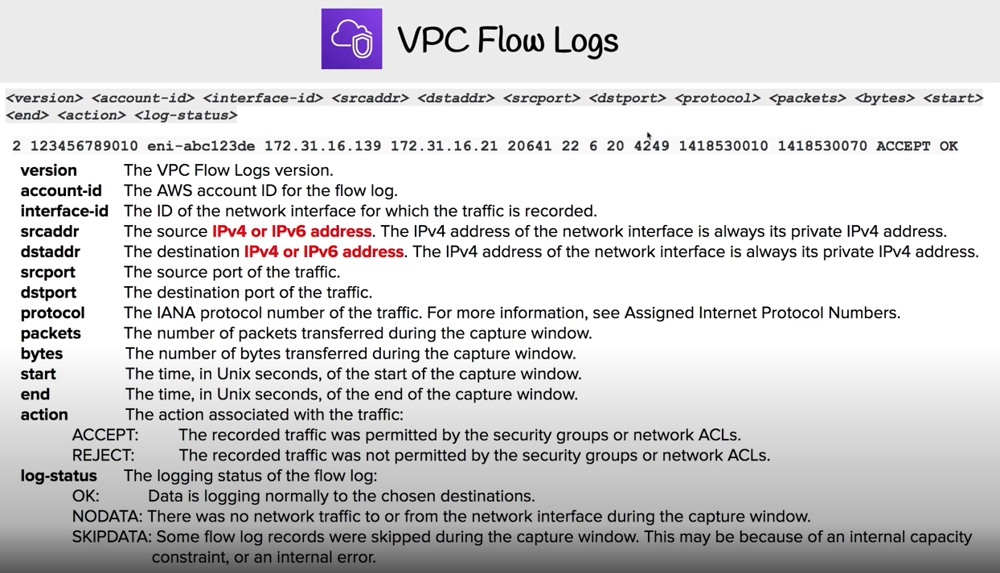 VPC Flow Logs
<version> <account-id> <interface-id> <srcaddr> <dstaddr> <srcport> <dstport> <protocol> <packets> <bytes> <start>
<end> <action> <log-status>
2 123456789010 eni-abc123de 172.31.16.139 172.31.16.21 20641 22 6 20 4249 1418530010 1418530070 ACCEPT OK
version The VPC Flow Logs version.
account-id The AWS account ID for the flow log.
interface-id The ID of the network interface for which the traffic is recorded.
srcaddr The source IPv4 or IPv6 address. The IPv4 address of the network interface is always its private IPv4 address.
dstaddr The destination IPv4 or IPv6 address. The IPv4 address of the network interface is always its private IPv4 address.
srcport The source port of the traffic.
dstport The destination port of the traffic.
protocol The IANA protocol number of the traffic. For more information, see Assigned Internet Protocol Numbers.
packets The number of packets transferred during the capture window.
bytes The number of bytes transferred during the capture window.
start The time, in Unix seconds, of the start of the capture window.
end The time, in Unix seconds, of the end of the capture window.
action The action associated with the traffic:
ACCEPT: The recorded traffic was permitted by the security groups or network ACLs.
REJECT: The recorded traffic was not permitted by the security groups or network ACLs.
log-status The logging status of the flow log:
OK: Data is logging normally to the chosen destinations.
NODATA: There was no network traffic to or from the network interface during the capture window.
SKIPDATA: Some flow log records were skipped during the capture window. This may be because of an internal capacity
constraint, or an internal error.